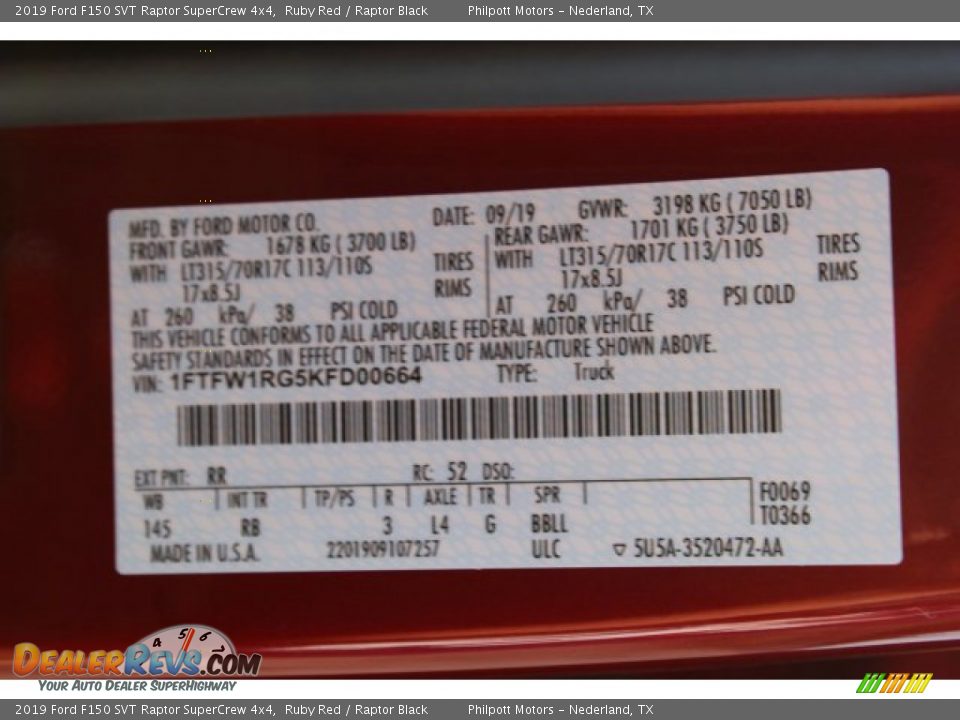 2019 Ford F150 SVT Raptor SuperCrew 4x4, Ruby Red / Raptor Black Philpott Motors – Nederland, TX
MFD. BY FORD MOTOR CO. DATE: 09/19 GVWR: 3198 KG ( 7050 LB)
FRONT GAWR: 1678 KG ( 3700 LB) REAR GAWR: 1701 KG ( 3750 LB)
WITH LT315/70R17C 113/110S TIRES WITH LT315/70R17C 113/110S TIRES
17x8.5J RIMS 17x8.5J RIMS
AT 260 kPa/ 38 PSI COLD AT 260 kPa/ 38 PSI COLD
THIS VEHICLE CONFORMS TO ALL APPLICABLE FEDERAL MOTOR VEHICLE
SAFETY STANDARDS IN EFFECT ON THE DATE OF MANUFACTURE SHOWN ABOVE.
VIN: 1FTFW1RG5KFD00664 TYPE: Truck
EXT PNT: RR RC: 52 DSO:
WB INT TR TP/PS R AXLE TR SPR F0069
145 RB 3 L4 G BBLL T0366
MADE IN U.S.A. 2201909107257 ULC ▽ 5U5A-3520472-AA
4 5 6
DEALERREVS.COM
YOUR AUTO DEALER SUPERHIGHWAY
2019 Ford F150 SVT Raptor SuperCrew 4x4, Ruby Red / Raptor Black Philpott Motors – Nederland, TX